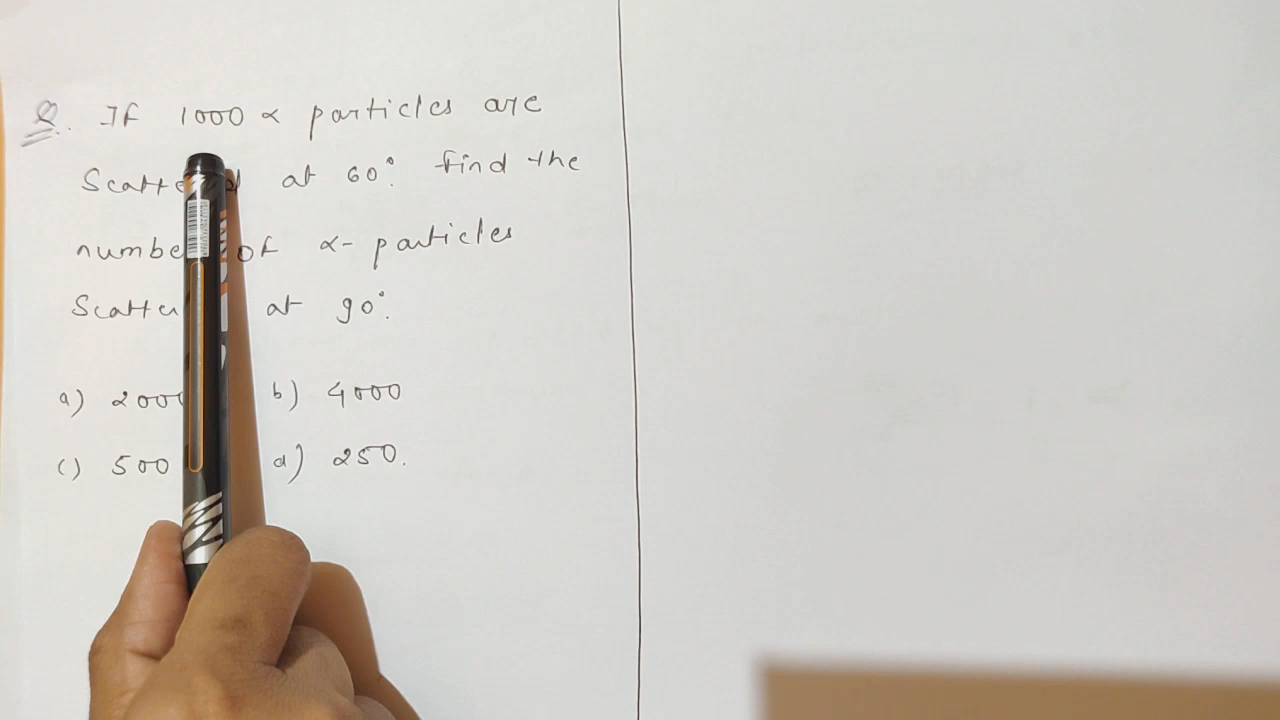 Q. If 1000 α particles are
at 60°. find the
of α- particles
at 90°.
a) b) 4000
c) 500 d) 250.